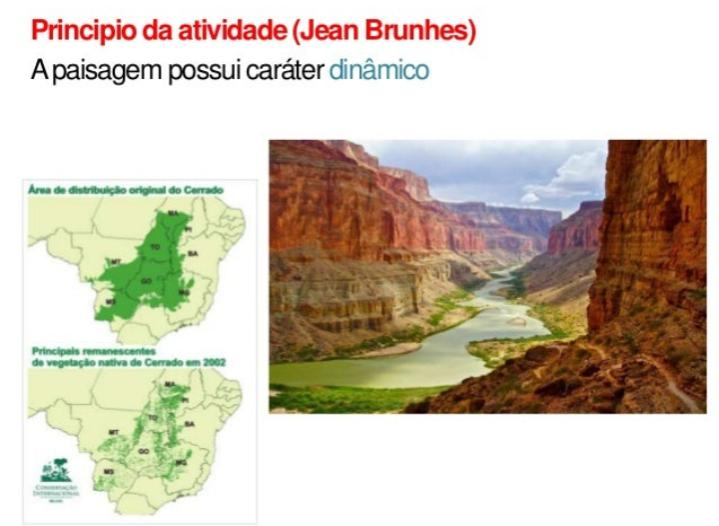 Principio da atividade (Jean Brunhes)
A paisagem possui caráter dinâmico
Área de distribuição original do Cerrado
MA
PI
TO
MT
BA
GO
MG
MS
Principais remanescentes
de vegetação nativa de Cerrado em 2002
MA
PI
TO
BA
MT
GO
MG
MS
CONSERVAÇÃO
INTERNACIONAL